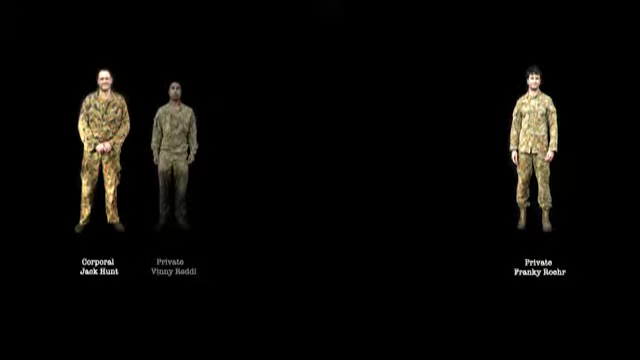 Corporal
Jack Hunt
Private
Vinny Reddi
Private
Franky Roehr